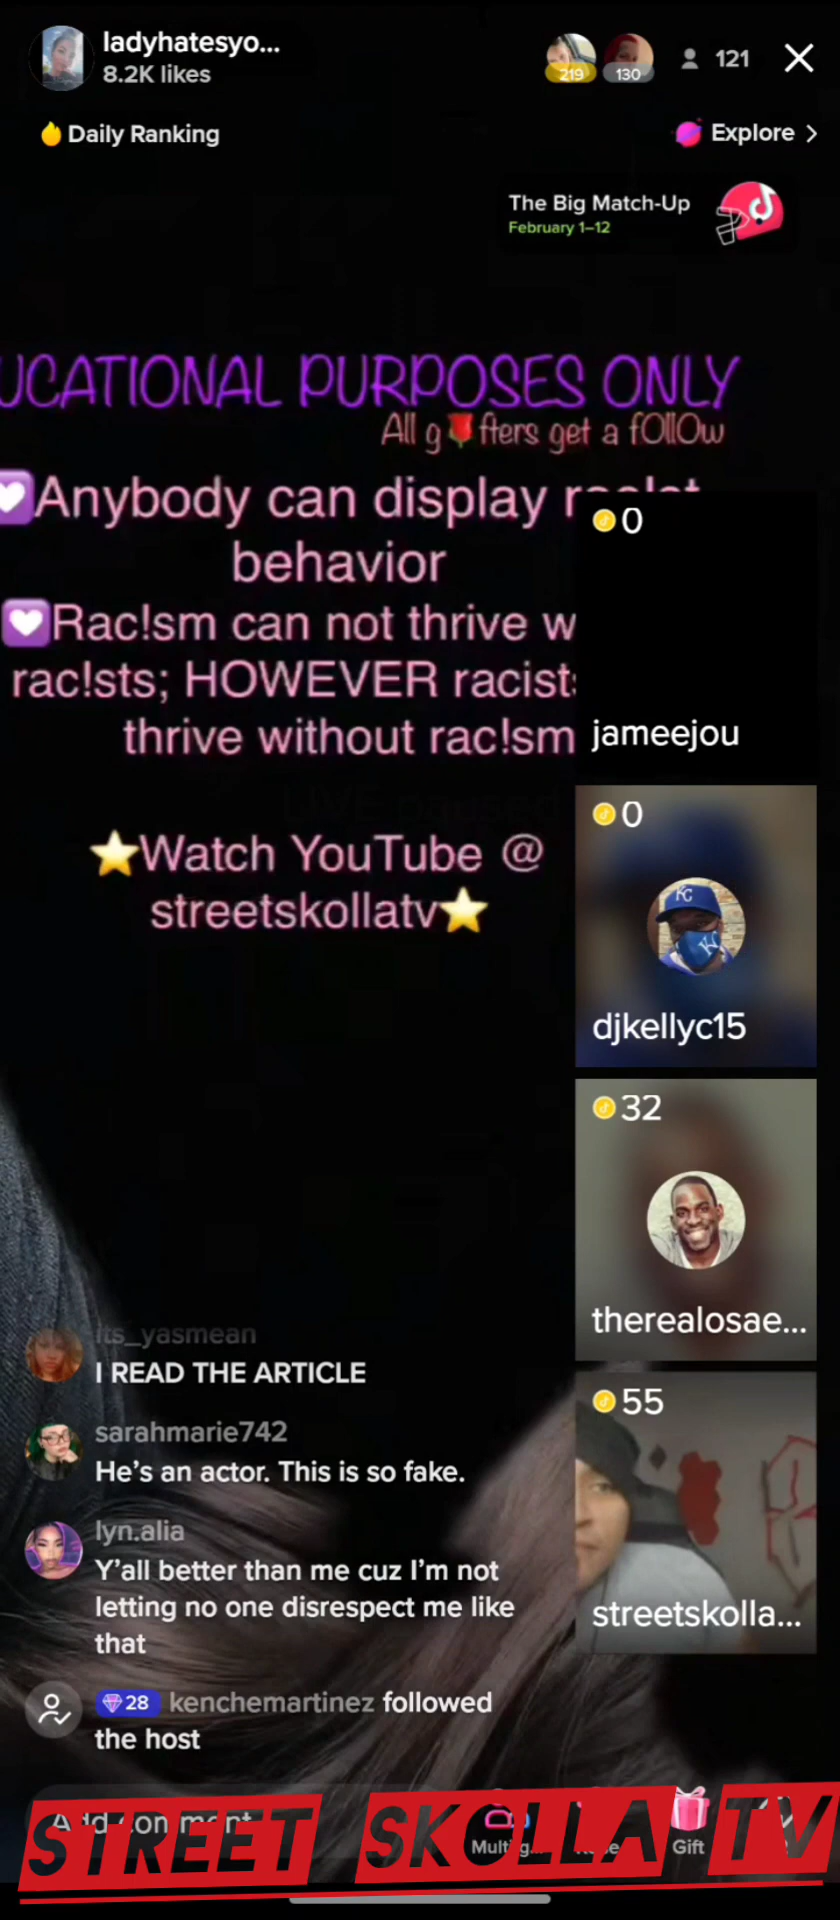 ladyhatesyo...
8.2K likes
219
130
121
Daily Ranking
Explore >
The Big Match-Up
February 1–12
UCATIONAL PURPOSES ONLY
All g🌹fters get a fOllOw
💟Anybody can display
behavior
💟Rac!sm can not thrive w
rac!sts; HOWEVER racist
thrive without rac!sm
⭐Watch YouTube @
streetskollatv⭐
0
jameejou
0
djkellyc15
32
therealosae...
55
streetskolla...
its_yasmean
I READ THE ARTICLE
sarahmarie742
He's an actor. This is so fake.
lyn.alia
Y'all better than me cuz I'm not
letting no one disrespect me like
that
28 kenchemartinez followed
the host
Add comment
Gift
STREET SKOLLA TV